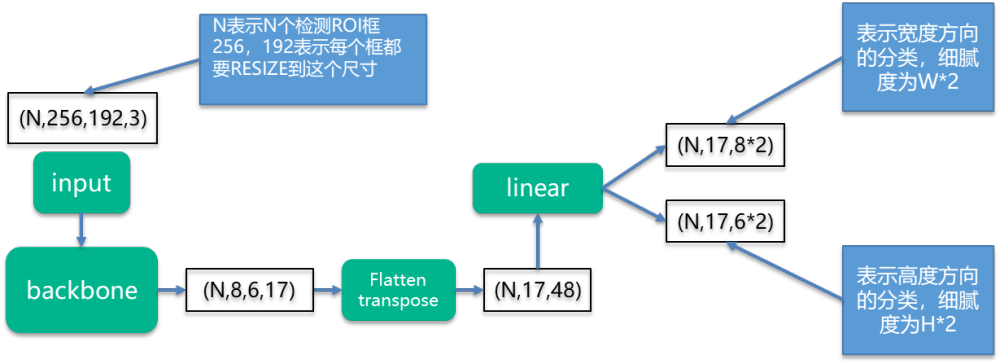 N表示N个检测ROI框
256，192表示每个框都
要RESIZE到这个尺寸
(N,256,192,3)
input
backbone
(N,8,6,17)
Flatten
transpose
(N,17,48)
linear
(N,17,8*2)
(N,17,6*2)
表示宽度方向
的分类，细腻
度为W*2
表示高度方向
的分类，细腻
度为H*2